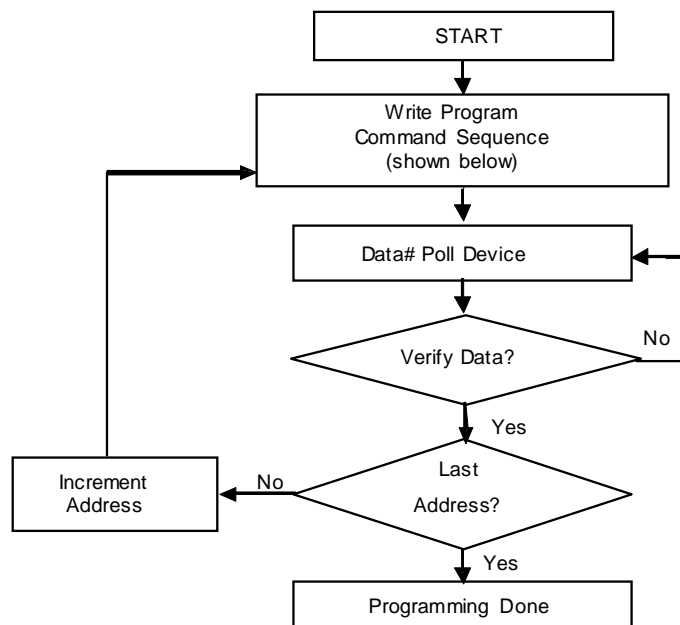 START
Write Program
Command Sequence
(shown below)
Data# Poll Device
Verify Data?
No
Yes
Last
Address?
No
Increment
Address
Yes
Programming Done